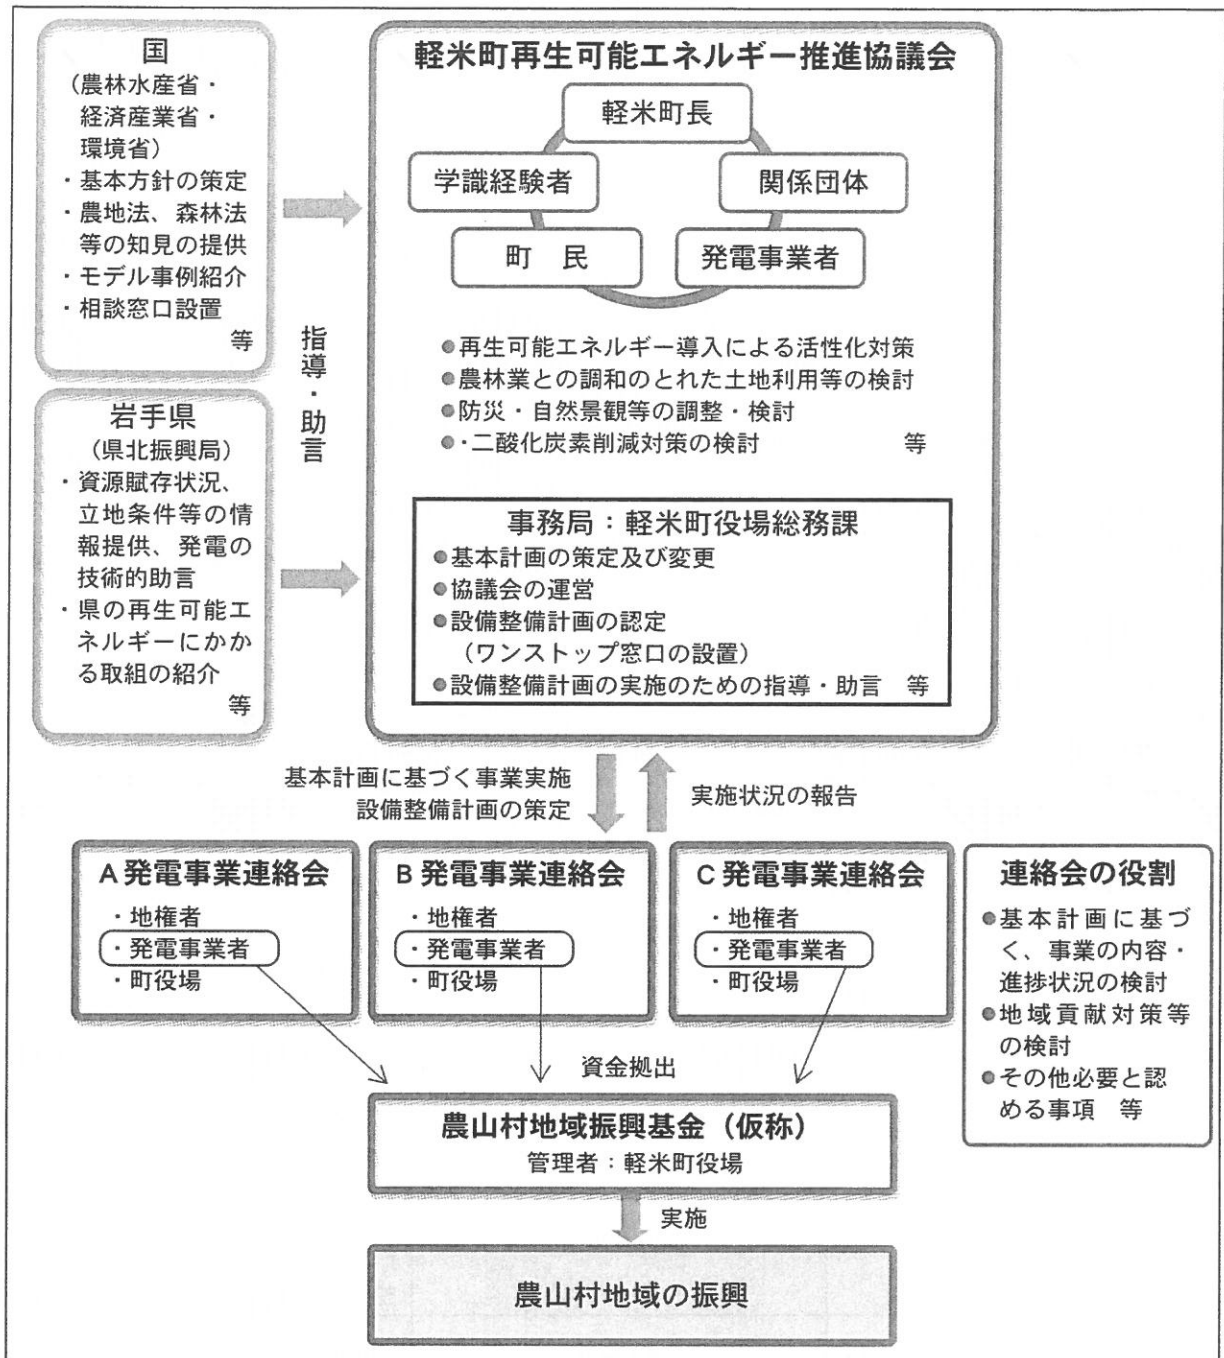 国
（農林水産省・
経済産業省・
環境省）
・基本方針の策定
・農地法、森林法
等の知見の提供
・モデル事例紹介
・相談窓口設置
等
岩手県
（県北振興局）
・資源賦存状況、
立地条件等の情
報提供、発電の
技術的助言
・県の再生可能エ
ネルギーにかか
る取組の紹介
等
指導・助言
軽米町再生可能エネルギー推進協議会
軽米町長
学識経験者
関係団体
町　民
発電事業者
●再生可能エネルギー導入による活性化対策
●農林業との調和のとれた土地利用等の検討
●防災・自然景観等の調整・検討
●・二酸化炭素削減対策の検討　等
事務局：軽米町役場総務課
●基本計画の策定及び変更
●協議会の運営
●設備整備計画の認定
（ワンストップ窓口の設置）
●設備整備計画の実施のための指導・助言　等
基本計画に基づく事業実施
設備整備計画の策定
実施状況の報告
A 発電事業連絡会
・地権者
・発電事業者
・町役場
B 発電事業連絡会
・地権者
・発電事業者
・町役場
C 発電事業連絡会
・地権者
・発電事業者
・町役場
連絡会の役割
●基本計画に基づ
く、事業の内容・
進捗状況の検討
●地域貢献対策等
の検討
●その他必要と認
める事項　等
資金拠出
農山村地域振興基金（仮称）
管理者：軽米町役場
実施
農山村地域の振興